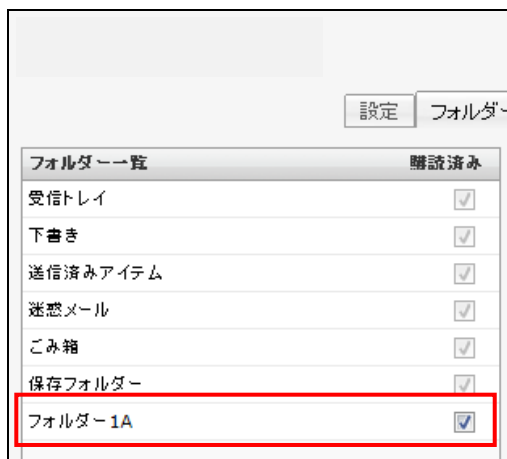 設定 フォルダー
フォルダー一覧 購読済み
受信トレイ
下書き
送信済みアイテム
迷惑メール
ごみ箱
保存フォルダー
フォルダー1A